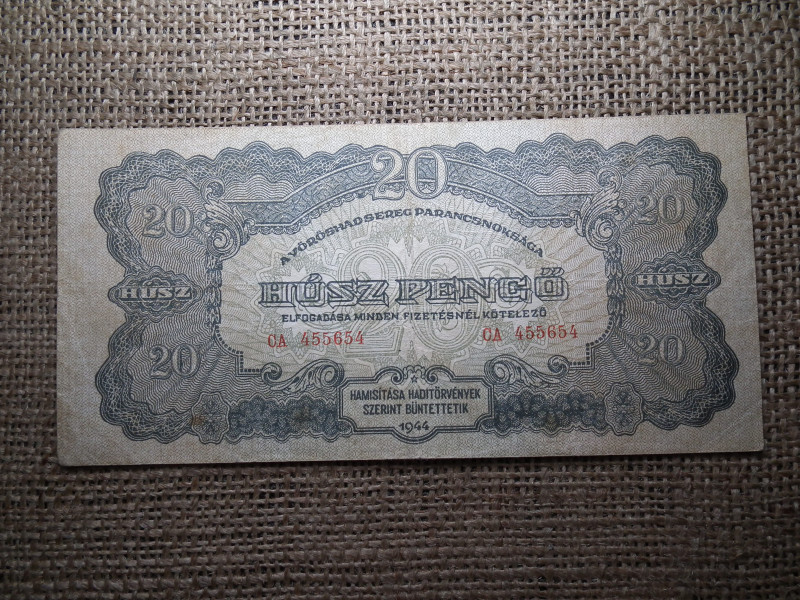 20
20 20
A VÖRÖSHADSEREG PARANCSNOKSÁGA
20
HÚSZ HÚSZ PENGŐ HÚSZ
ELFOGADÁSA MINDEN FIZETÉSNÉL KÖTELEZŐ
CA 455654 CA 455654
20 20
HAMISÍTÁSA HADITÖRVÉNYEK
SZERINT BÜNTETTETIK
1944